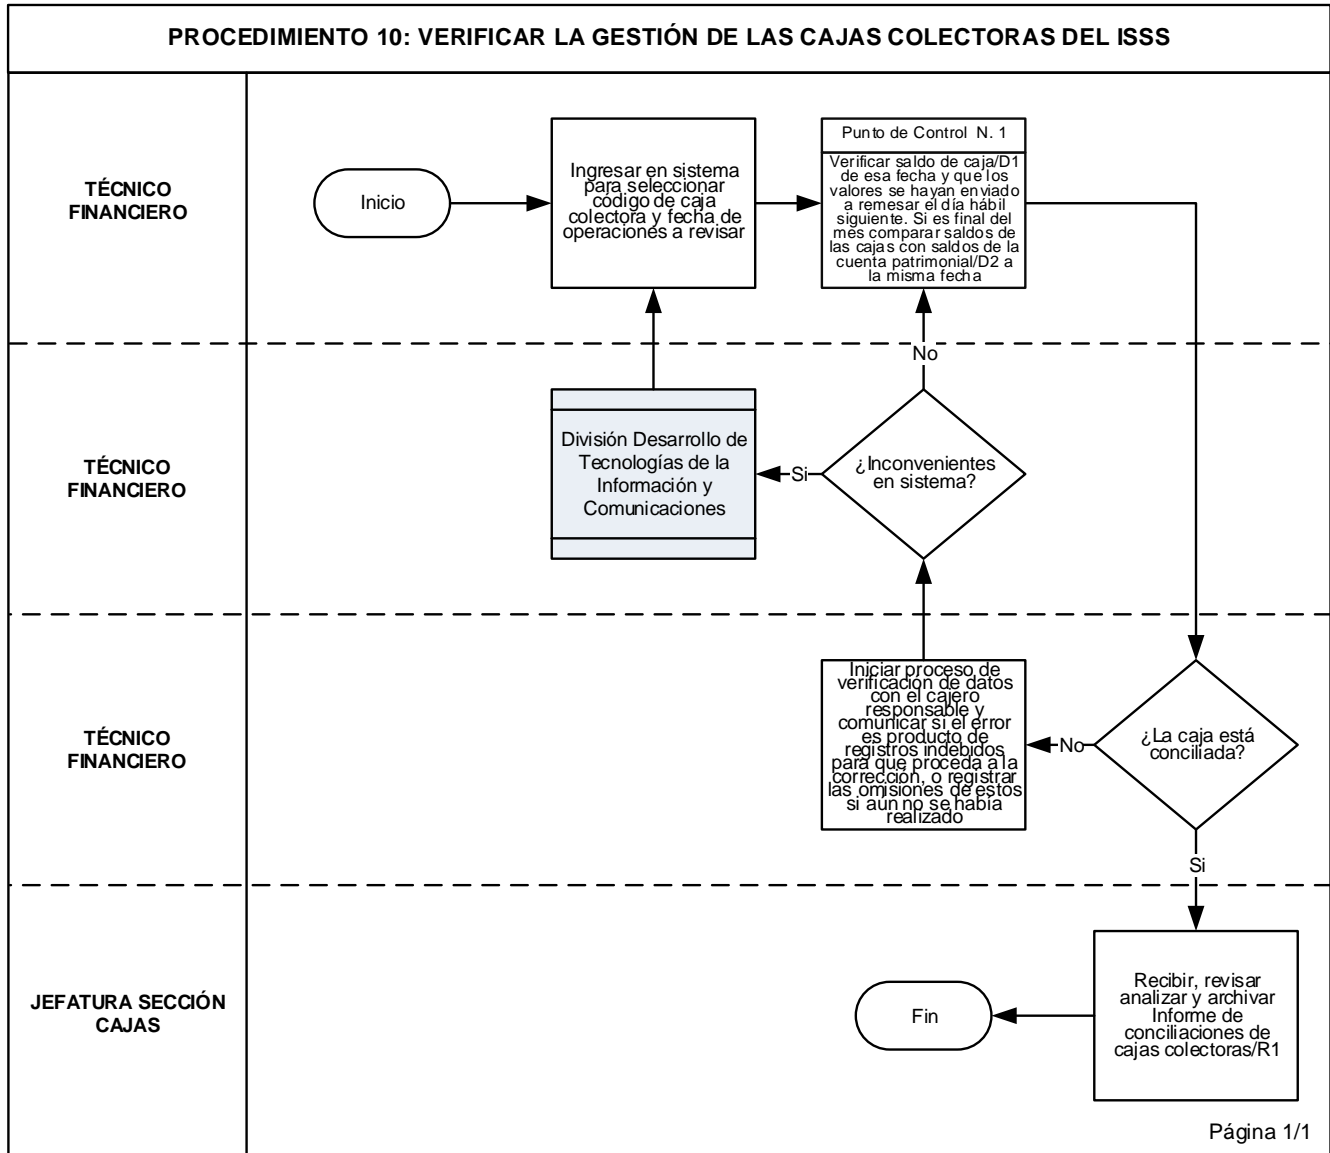 PROCEDIMIENTO 10: VERIFICAR LA GESTIÓN DE LAS CAJAS COLECTORAS DEL ISSS
TÉCNICO
FINANCIERO
Inicio
Ingresar en sistema
para seleccionar
código de caja
colectora y fecha de
operaciones a revisar
Punto de Control N. 1
Verificar saldo de caja/D1
de esa fecha y que los
valores se hayan enviado
a remesar el día hábil
siguiente. Si es final del
mes comparar saldos de
las cajas con saldos de la
cuenta patrimonial/D2 a
la misma fecha
No
TÉCNICO
FINANCIERO
División Desarrollo de
Tecnologías de la
Información y
Comunicaciones
Si
¿Inconvenientes
en sistema?
TÉCNICO
FINANCIERO
Iniciar proceso de
verificación de datos
con el cajero
responsable y
comunicar si el error
es producto de
registros indebidos
para que proceda a la
corrección, o registrar
las omisiones de estos
si aún no se había
realizado
No
¿La caja está
conciliada?
Si
JEFATURA SECCIÓN
CAJAS
Fin
Recibir, revisar
analizar y archivar
Informe de
conciliaciones de
cajas colectoras/R1
Página 1/1